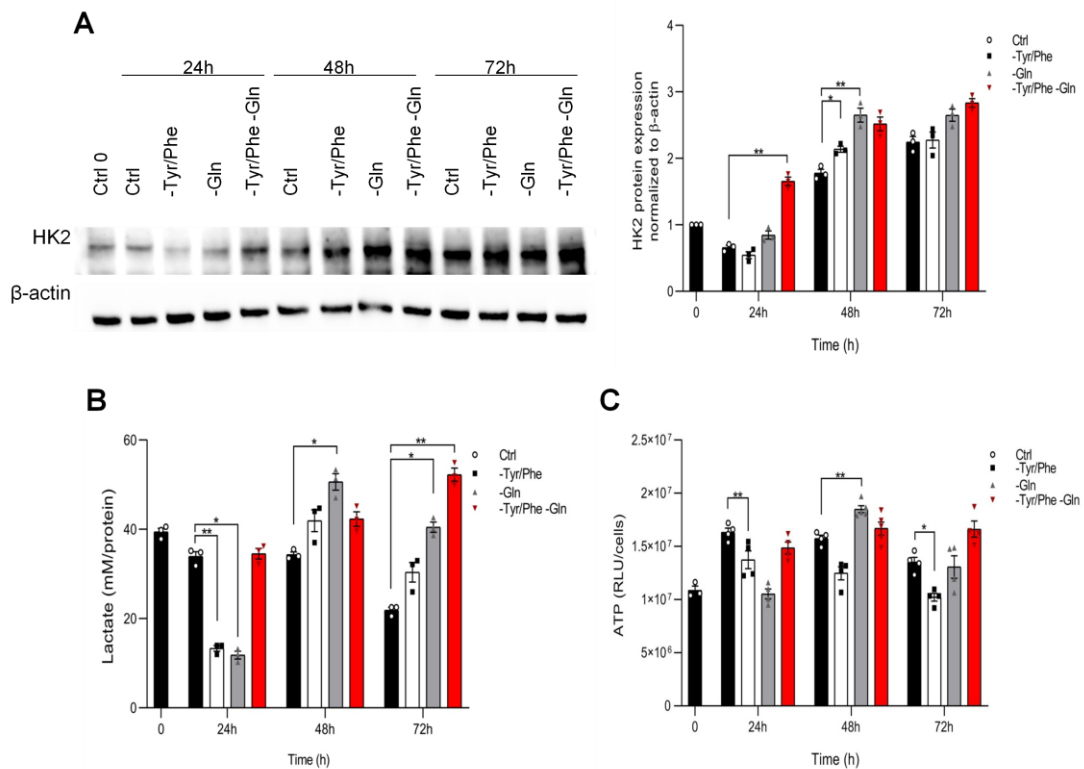 A
24h 48h 72h
Ctrl 0
Ctrl
-Tyr/Phe
-Gln
-Tyr/Phe -Gln
Ctrl
-Tyr/Phe
-Gln
-Tyr/Phe -Gln
Ctrl
-Tyr/Phe
-Gln
-Tyr/Phe -Gln
HK2
β-actin
HK2 protein expression
normalized to β-actin
4
3
2
1
0
**
*
**
Ctrl
-Tyr/Phe
-Gln
-Tyr/Phe -Gln
0 24h 48h 72h
Time (h)
B
Lactate (mM/protein)
60
40
20
0
*
**
*
**
*
Ctrl
-Tyr/Phe
-Gln
-Tyr/Phe -Gln
0 24h 48h 72h
Time (h)
C
ATP (RLU/cells)
2.5×10⁷
2×10⁷
1.5×10⁷
1×10⁷
5×10⁶
0
**
**
*
Ctrl
-Tyr/Phe
-Gln
-Tyr/Phe -Gln
0 24h 48h 72h
Time (h)